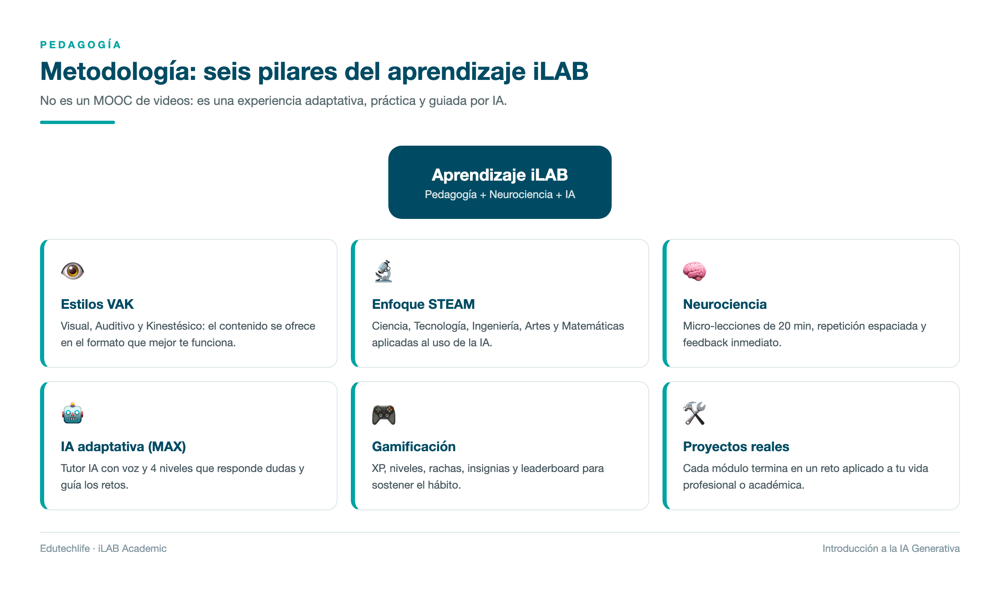 PEDAGOGÍA
Metodología: seis pilares del aprendizaje iLAB
No es un MOOC de videos: es una experiencia adaptativa, práctica y guiada por IA.
Aprendizaje iLAB
Pedagogía + Neurociencia + IA
Estilos VAK
Visual, Auditivo y Kinestésico: el contenido se ofrece
en el formato que mejor te funciona.
Enfoque STEAM
Ciencia, Tecnología, Ingeniería, Artes y Matemáticas
aplicadas al uso de la IA.
Neurociencia
Micro-lecciones de 20 min, repetición espaciada y
feedback inmediato.
IA adaptativa (MAX)
Tutor IA con voz y 4 niveles que responde dudas y
guía los retos.
Gamificación
XP, niveles, rachas, insignias y leaderboard para
sostener el hábito.
Proyectos reales
Cada módulo termina en un reto aplicado a tu vida
profesional o académica.
Edutechlife · iLAB Academic
Introducción a la IA Generativa